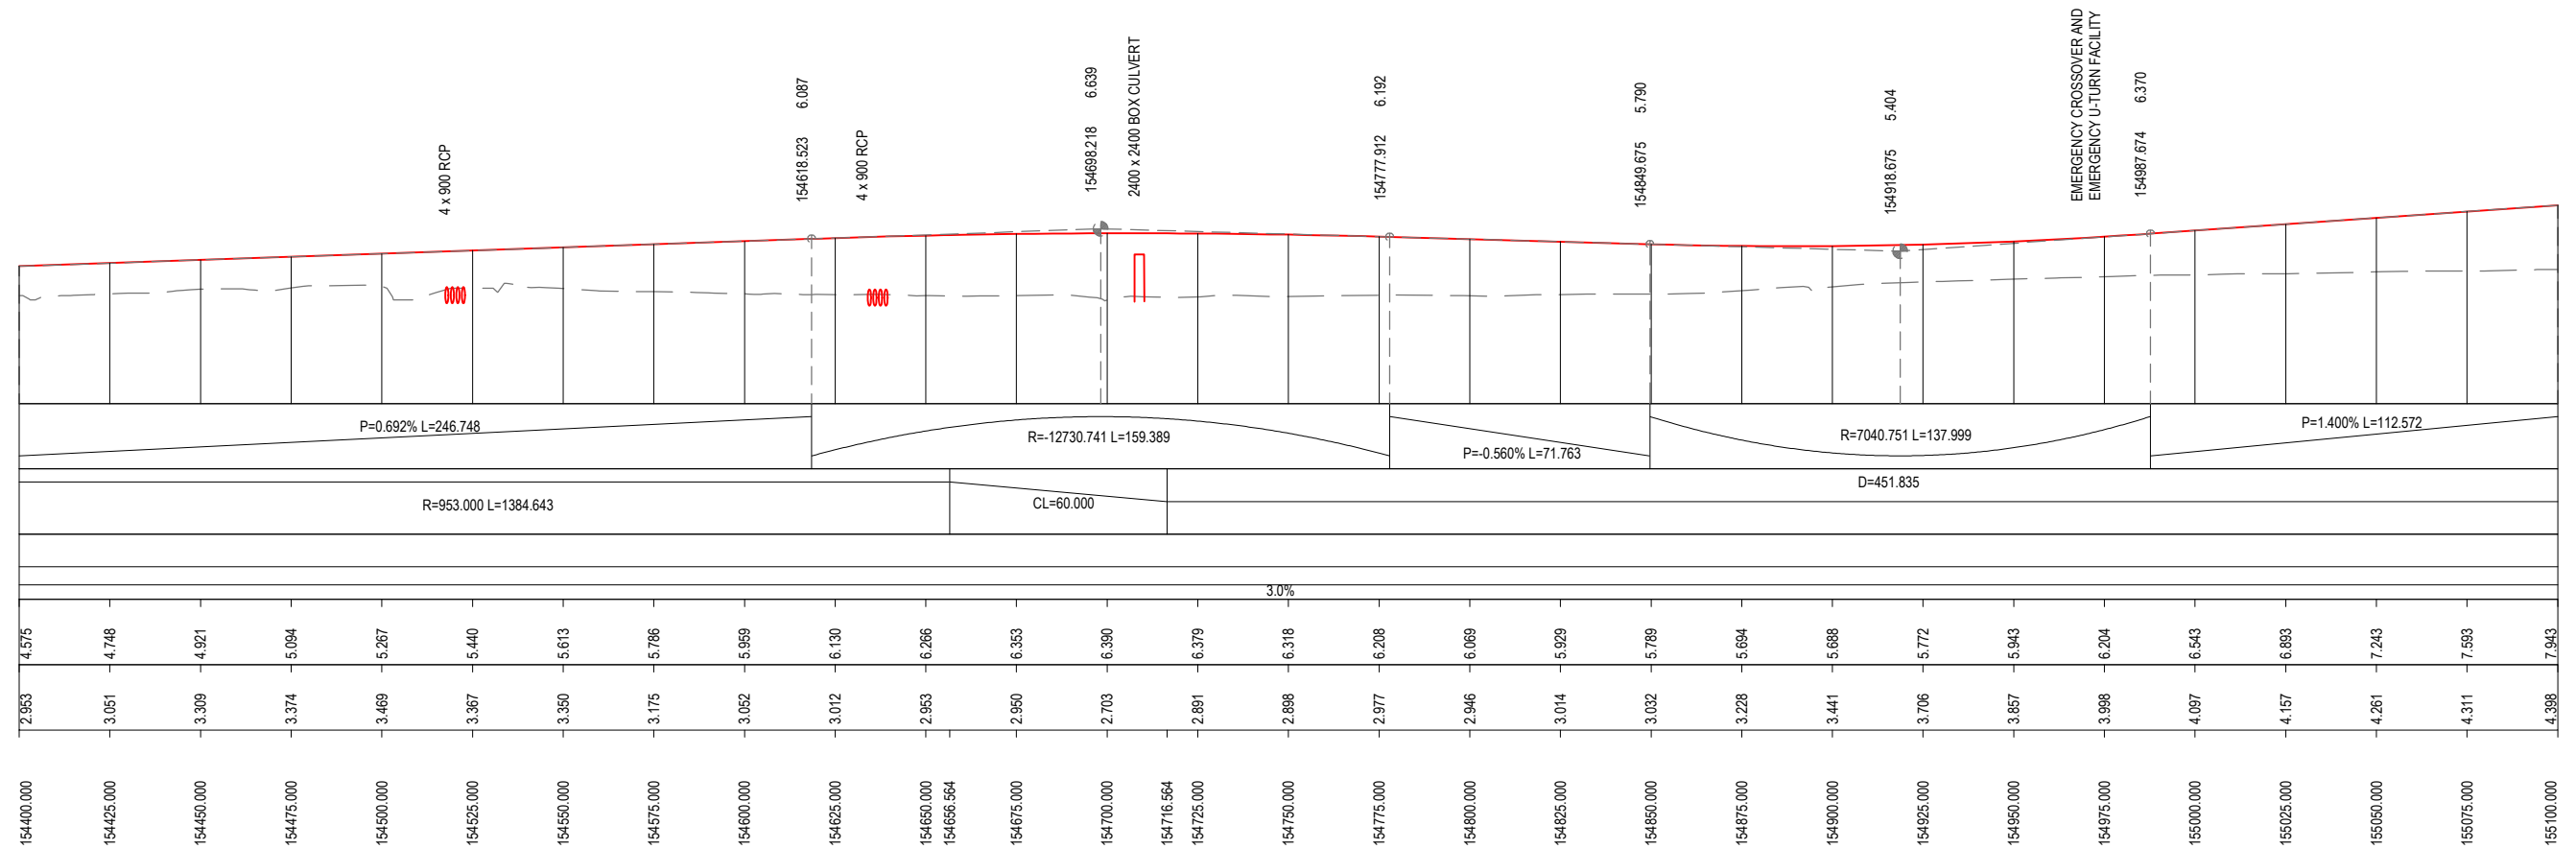 4 x 900 RCP
154618.523 6.087
4 x 900 RCP
154698.218 6.639
2400 x 2400 BOX CULVERT
154777.912 6.192
154849.675 5.790
154918.675 5.404
EMERGENCY CROSSOVER AND
EMERGENCY U-TURN FACILITY
154987.674 6.370
P=0.692% L=246.748
R=-12730.741 L=159.389
P=-0.560% L=71.763
R=7040.751 L=137.999
P=1.400% L=112.572
R=953.000 L=1384.643
CL=60.000
D=451.835
3.0%
4.575 4.748 4.921 5.094 5.267 5.440 5.613 5.786 5.959 6.130 6.266 6.353 6.390 6.379 6.318 6.208 6.069 5.929 5.789 5.694 5.688 5.772 5.943 6.204 6.543 6.893 7.243 7.593 7.943
2.953 3.051 3.309 3.374 3.469 3.367 3.350 3.175 3.052 3.012 2.953 2.950 2.703 2.891 2.898 2.977 2.946 3.014 3.032 3.228 3.441 3.706 3.857 3.998 4.097 4.157 4.261 4.311 4.398
154400.000 154425.000 154450.000 154475.000 154500.000 154525.000 154550.000 154575.000 154600.000 154625.000 154650.000 154656.564 154675.000 154700.000 154716.564 154725.000 154750.000 154775.000 154800.000 154825.000 154850.000 154875.000 154900.000 154925.000 154950.000 154975.000 155000.000 155025.000 155050.000 155075.000 155100.000